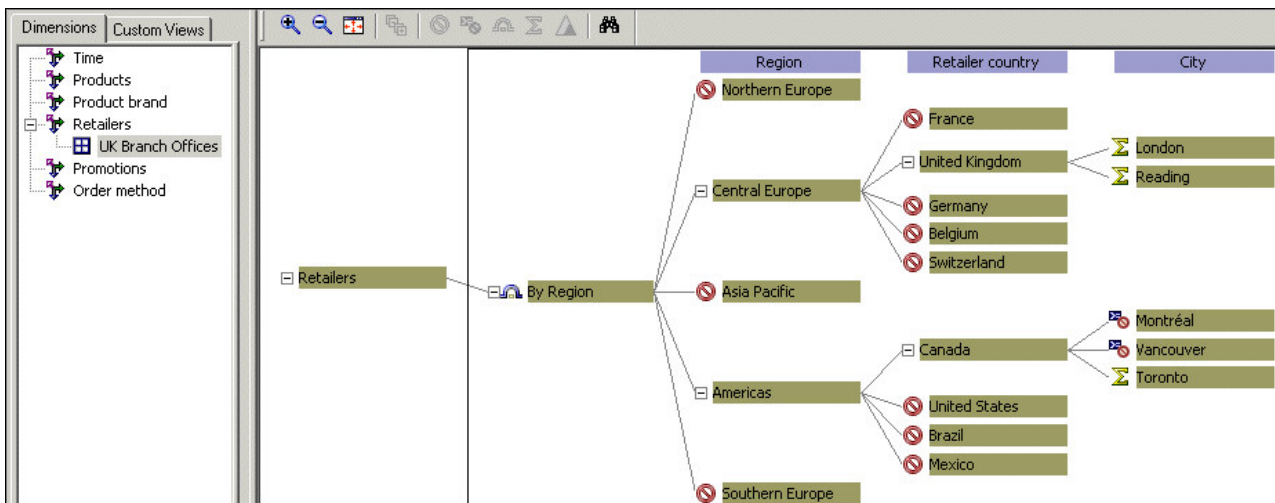 Dimensions
Custom Views
Time
Products
Product brand
Retailers
UK Branch Offices
Promotions
Order method
Region
Retailer country
City
Northern Europe
France
United Kingdom
London
Reading
Central Europe
Germany
Belgium
Switzerland
Retailers
By Region
Asia Pacific
Montréal
Canada
Vancouver
Toronto
Americas
United States
Brazil
Mexico
Southern Europe